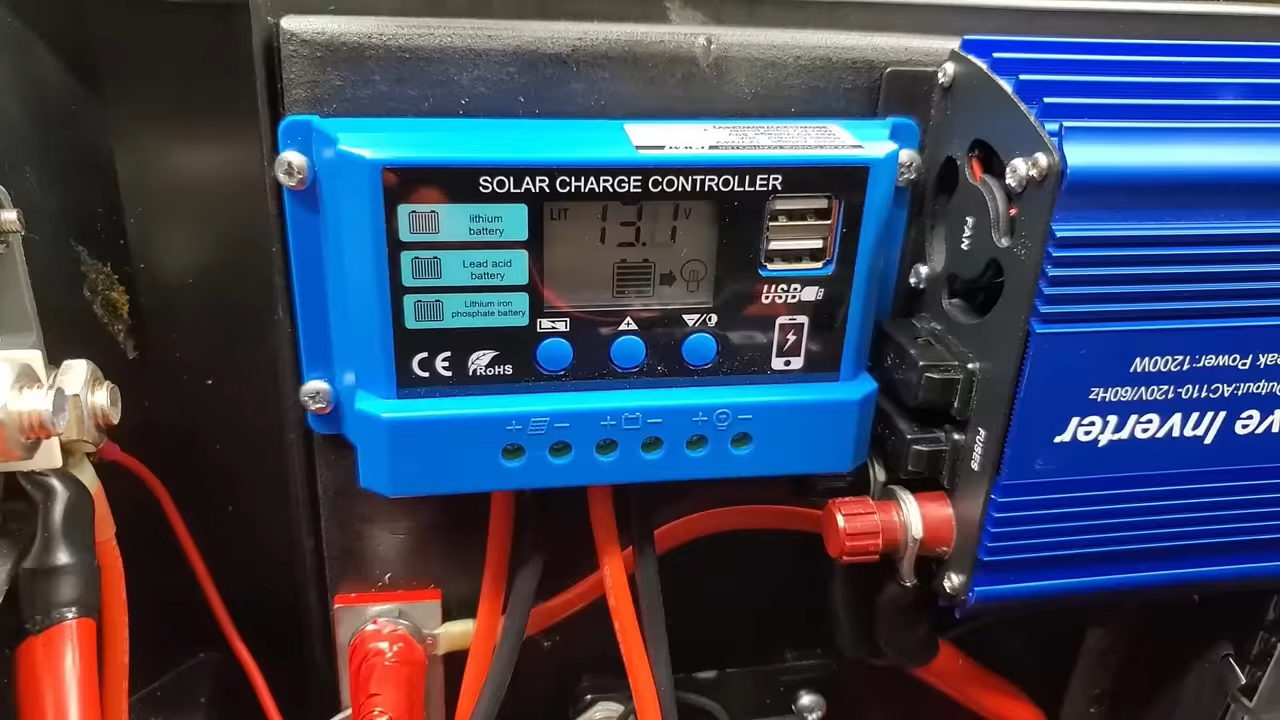 SOLAR CHARGE CONTROLLER
lithium
battery
Lead acid
battery
Lithium iron
phosphate battery
LIT
13.1 V
USB
CE
RoHS
FAN
FUSES
eak Power:1200W
Output:AC110-120V/60Hz
ve Inverter